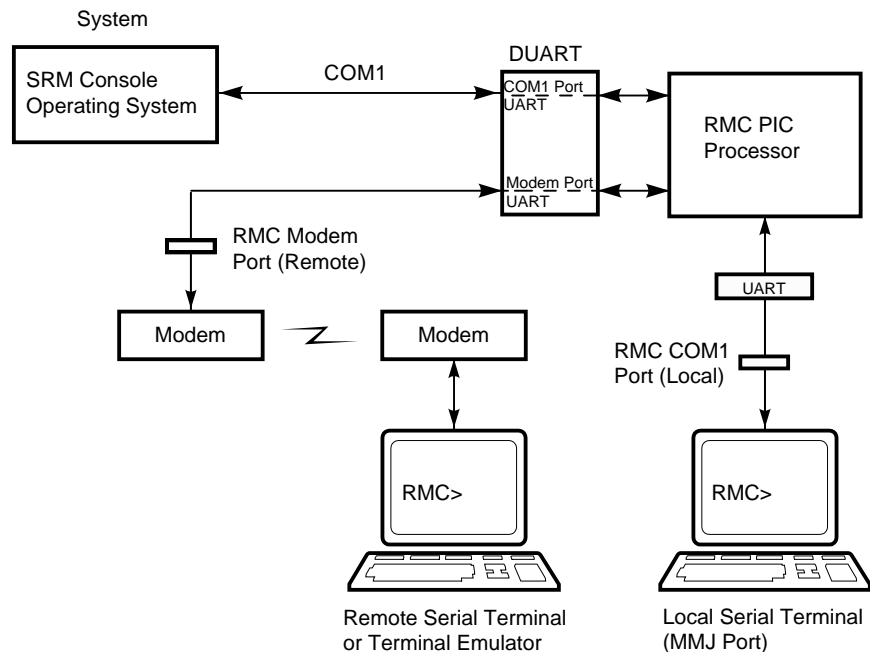 System
SRM Console
Operating System
COM1
DUART
COM1 Port
UART
Modem Port
UART
RMC PIC
Processor
RMC Modem
Port (Remote)
UART
Modem
Modem
RMC COM1
Port (Local)
RMC>
RMC>
Remote Serial Terminal
or Terminal Emulator
Local Serial Terminal
(MMJ Port)